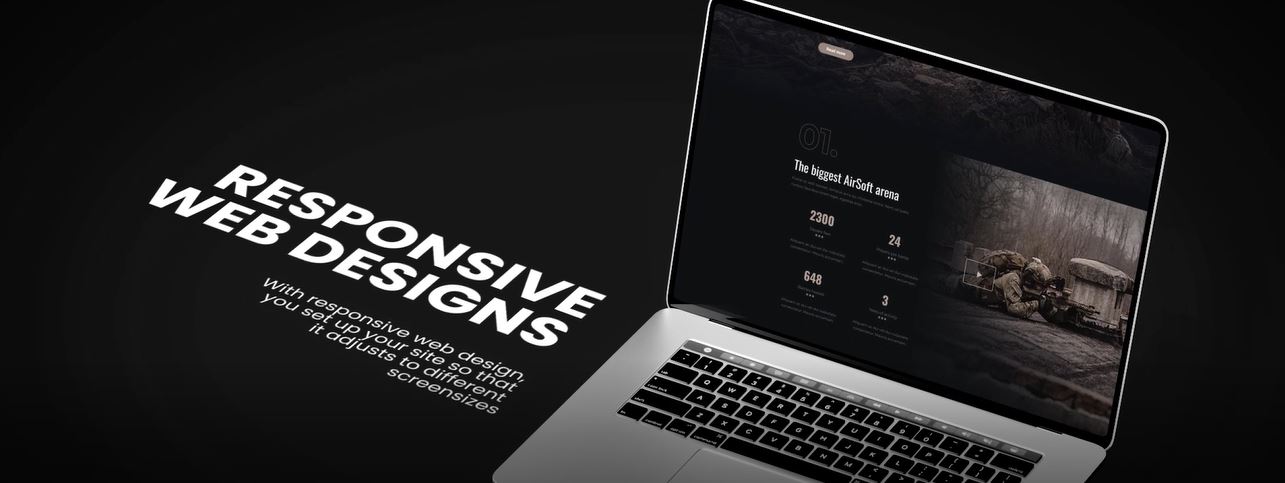 RESPONSIVE
WEB DESIGNS
With responsive web design,
you set up your site so that
it adjusts to different
screensizes
Read more
01.
The biggest AirSoft arena
2300
24
648
3